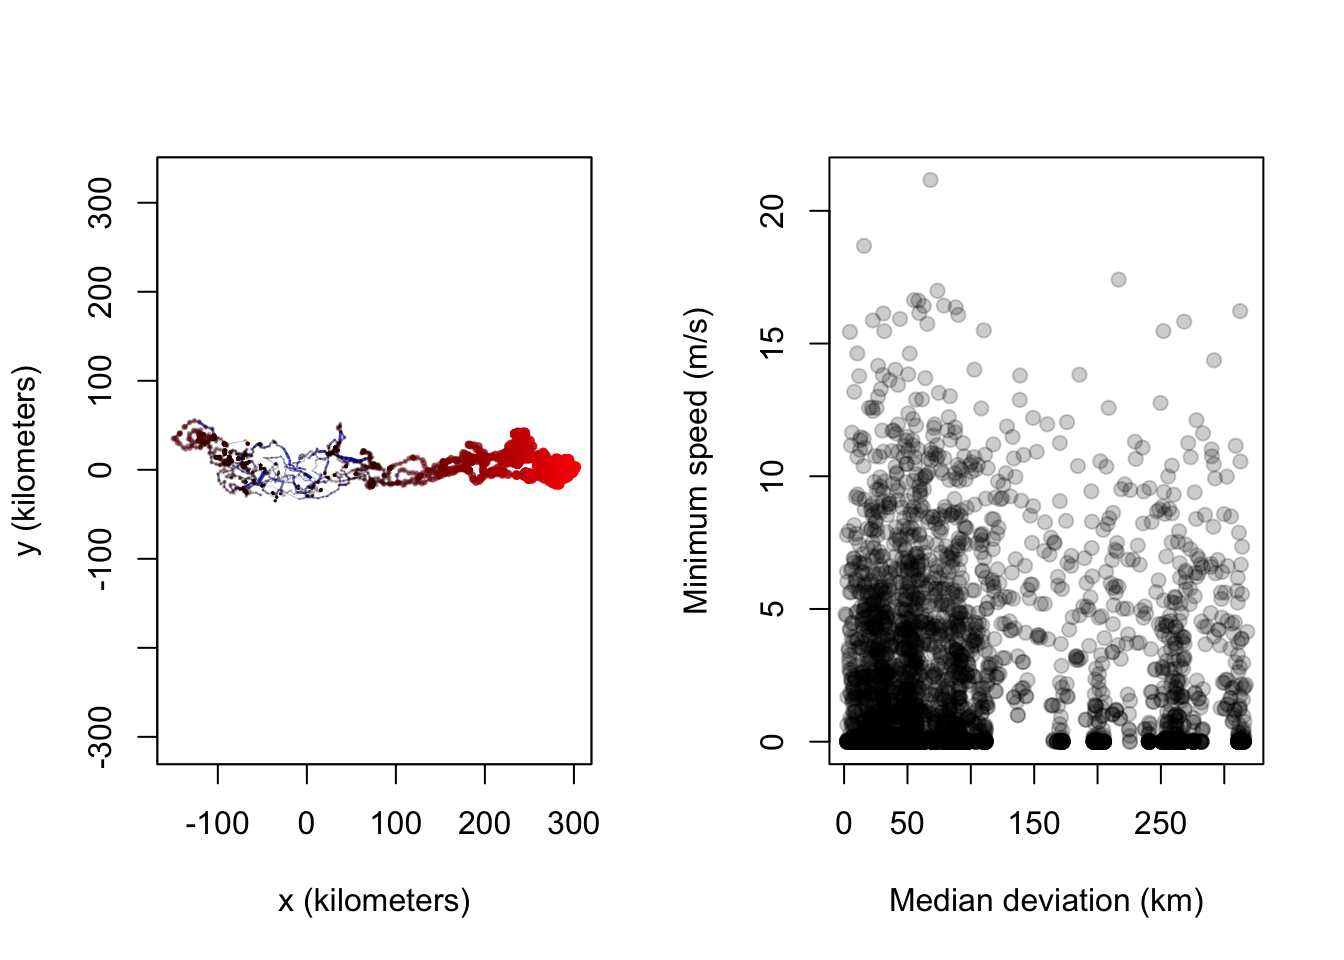 300
200
100
0
-100
-300
y (kilometers)
-100 0 100 200 300
x (kilometers)
20
15
10
5
0
Minimum speed (m/s)
0 50 150 250
Median deviation (km)